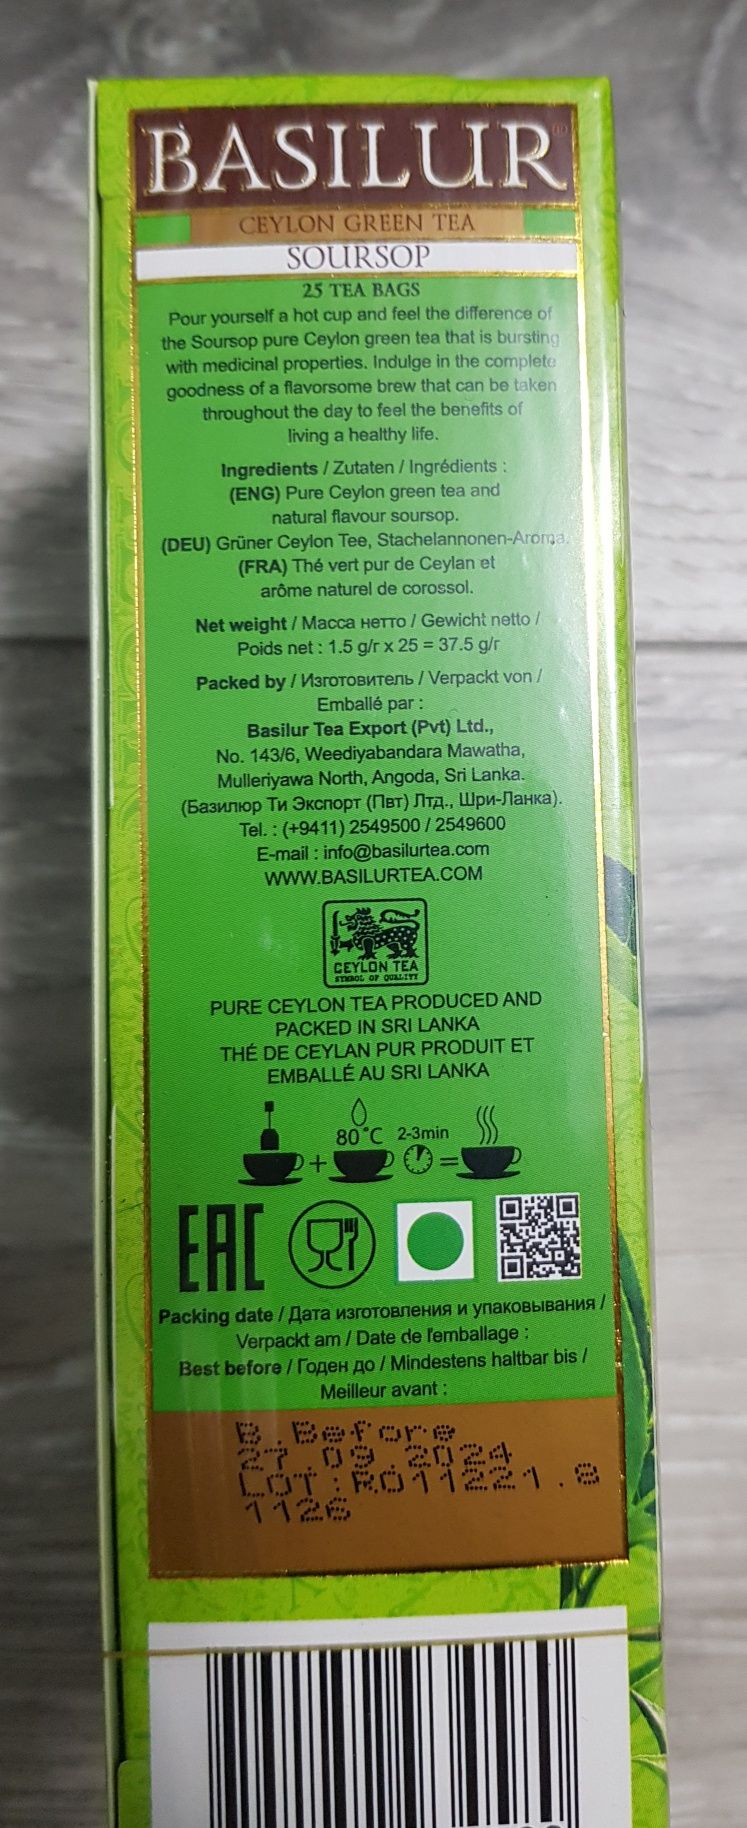 BASILUR
CEYLON GREEN TEA
SOURSOP
25 TEA BAGS
Pour yourself a hot cup and feel the difference of
the Soursop pure Ceylon green tea that is bursting
with medicinal properties. Indulge in the complete
goodness of a flavorsome brew that can be taken
throughout the day to feel the benefits of
living a healthy life.
Ingredients / Zutaten / Ingrédients :
(ENG) Pure Ceylon green tea and
natural flavour soursop.
(DEU) Grüner Ceylon Tee, Stachelannonen-Aroma.
(FRA) Thé vert pur de Ceylan et
arôme naturel de corossol.
Net weight / Масса нетто / Gewicht netto /
Poids net : 1.5 g/r x 25 = 37.5 g/r
Packed by / Изготовитель / Verpackt von /
Emballé par :
Basilur Tea Export (Pvt) Ltd.,
No. 143/6, Weediyabandara Mawatha,
Mulleriyawa North, Angoda, Sri Lanka.
(Базилюр Ти Экспорт (Пвт) Лтд., Шри-Ланка).
Tel. : (+9411) 2549500 / 2549600
E-mail : info@basilurtea.com
WWW.BASILURTEA.COM
CEYLON TEA
SYMBOL OF QUALITY
PURE CEYLON TEA PRODUCED AND
PACKED IN SRI LANKA
THÉ DE CEYLAN PUR PRODUIT ET
EMBALLÉ AU SRI LANKA
80°C 2-3min
+ =
EAC
Packing date / Дата изготовления и упаковывания /
Verpackt am / Date de l'emballage :
Best before / Годен до / Mindestens haltbar bis /
Meilleur avant :
B.Before
27.09.2024
LOT:RO11221.8
1126